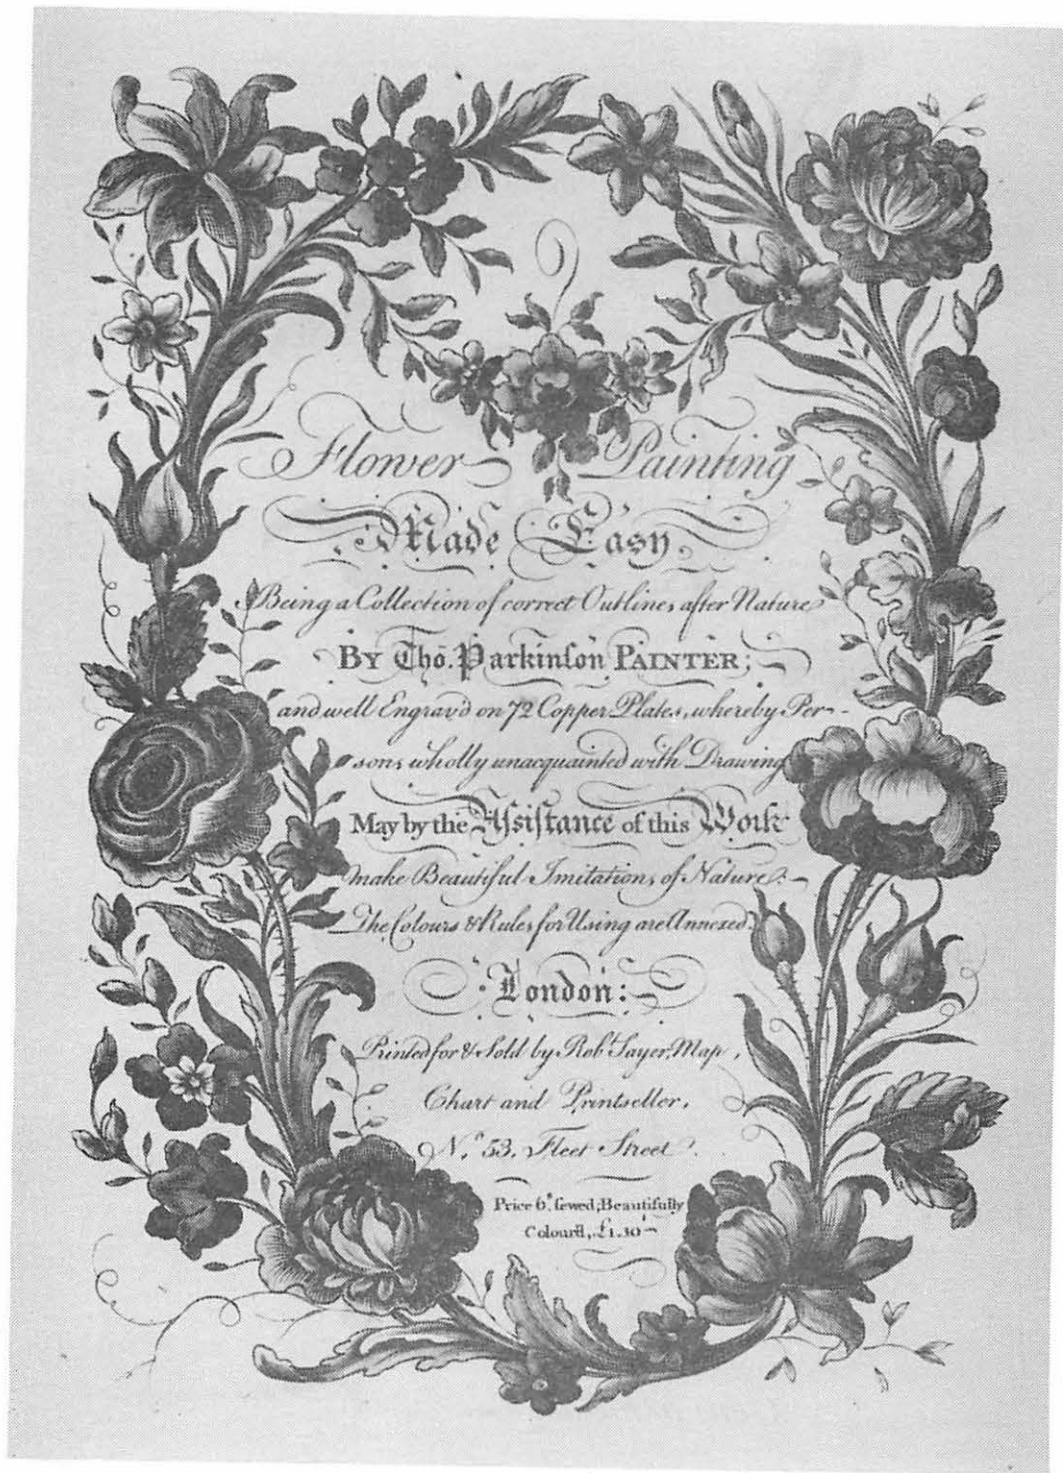 Flower Painting
Made Easy
Being a Collection of correct Outlines after Nature
By Tho. Parkinſon PAINTER;
and well Engrav'd on 72 Copper Plates, whereby Per-
sons wholly unacquainted with Drawing
May by the Aſsiſtance of this Work
make Beautiful Imitations of Nature.
The Colours & Rules for Using are Annexed.
London:
Printed for & Sold by Robt. Sayer, Map,
Chart and Printseller,
No. 53, Fleet Street.
Price 6s. ſewed; Beautifully
Colour'd, £1.10